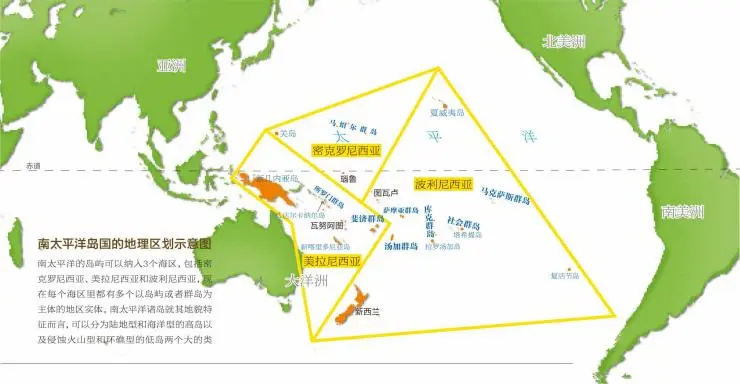 亚洲
北美洲
夏威夷岛
关岛
马绍尔群岛
太平洋
密克罗尼西亚
赤道
瑙鲁
波利尼西亚
几内亚岛
图瓦卢
马克萨斯群岛
所罗门群岛
萨摩亚群岛
南美洲
达尔卡纳尔岛
瓦努阿图
斐济群岛
库克群岛
社会群岛
塔希提岛
汤加群岛
拉罗汤加岛
新喀里多尼亚岛
美拉尼西亚
大洋洲
复活节岛
新西兰
南太平洋岛国的地理区划示意图
南太平洋的岛屿可以纳入3个海区，包括密
克罗尼西亚，美拉尼西亚和波利尼西亚，现
在每个海区里都有多个以岛屿或者群岛为
主体的地区实体，南太平洋诸岛就其地貌特
征而言，可以分为陆地型和海洋型的高岛以
及侵蚀火山型和环礁型的低岛两个大的类